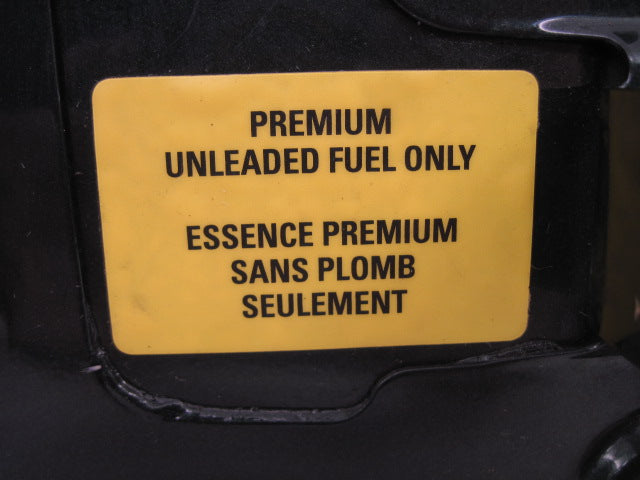 PREMIUM
UNLEADED FUEL ONLY
ESSENCE PREMIUM
SANS PLOMB
SEULEMENT